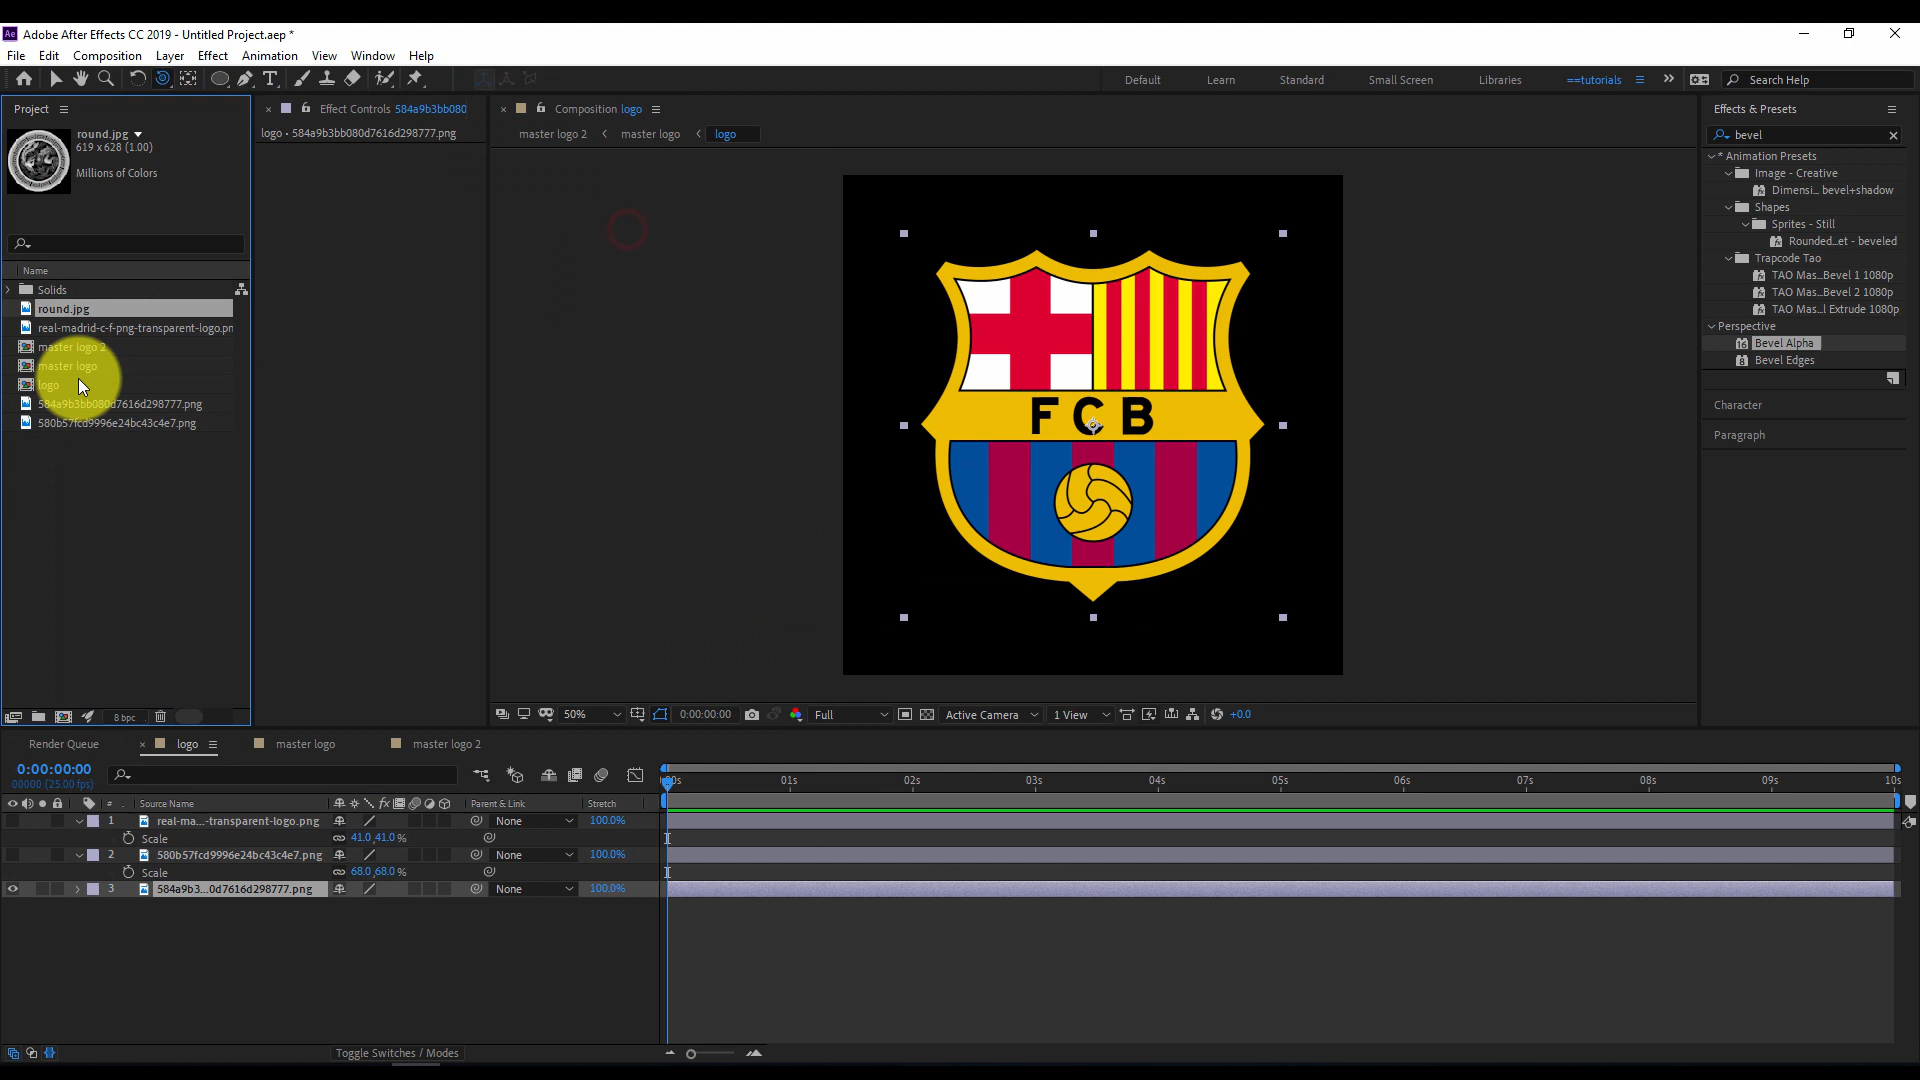 Ae Adobe After Effects CC 2019 - Untitled Project.aep *
File Edit Composition Layer Effect Animation View Window Help
Default Learn Standard Small Screen Libraries ==tutorials Search Help
Project
round.jpg
619 x 628 (1.00)
Millions of Colors
Name
Solids
round.jpg
real-madrid-c-f-png-transparent-logo.pn
master logo 2
master logo
logo
584a9b3bb080d7616d298777.png
580b57fcd9996e24bc43c4e7.png
8 bpc
Effect Controls 584a9b3bb080
logo • 584a9b3bb080d7616d298777.png
Composition logo
master logo 2 master logo logo
F C B
50% 0:00:00:00 Full Active Camera 1 View +0.0
Effects & Presets
bevel
* Animation Presets
Image - Creative
Dimensi... bevel+shadow
Shapes
Sprites - Still
Rounded...et - beveled
Trapcode Tao
TAO Mas...Bevel 1 1080p
TAO Mas...Bevel 2 1080p
TAO Mas...l Extrude 1080p
Perspective
16 Bevel Alpha
8 Bevel Edges
Character
Paragraph
Render Queue logo master logo master logo 2
0:00:00:00
00000 (25.00 fps)
# Source Name fx Parent & Link Stretch
1 real-ma...-transparent-logo.png None 100.0%
Scale 41.0,41.0 %
2 580b57fcd9996e24bc43c4e7.png None 100.0%
Scale 68.0,68.0 %
3 584a9b3...0d7616d298777.png None 100.0%
00s 01s 02s 03s 04s 05s 06s 07s 08s 09s 10s
Toggle Switches / Modes